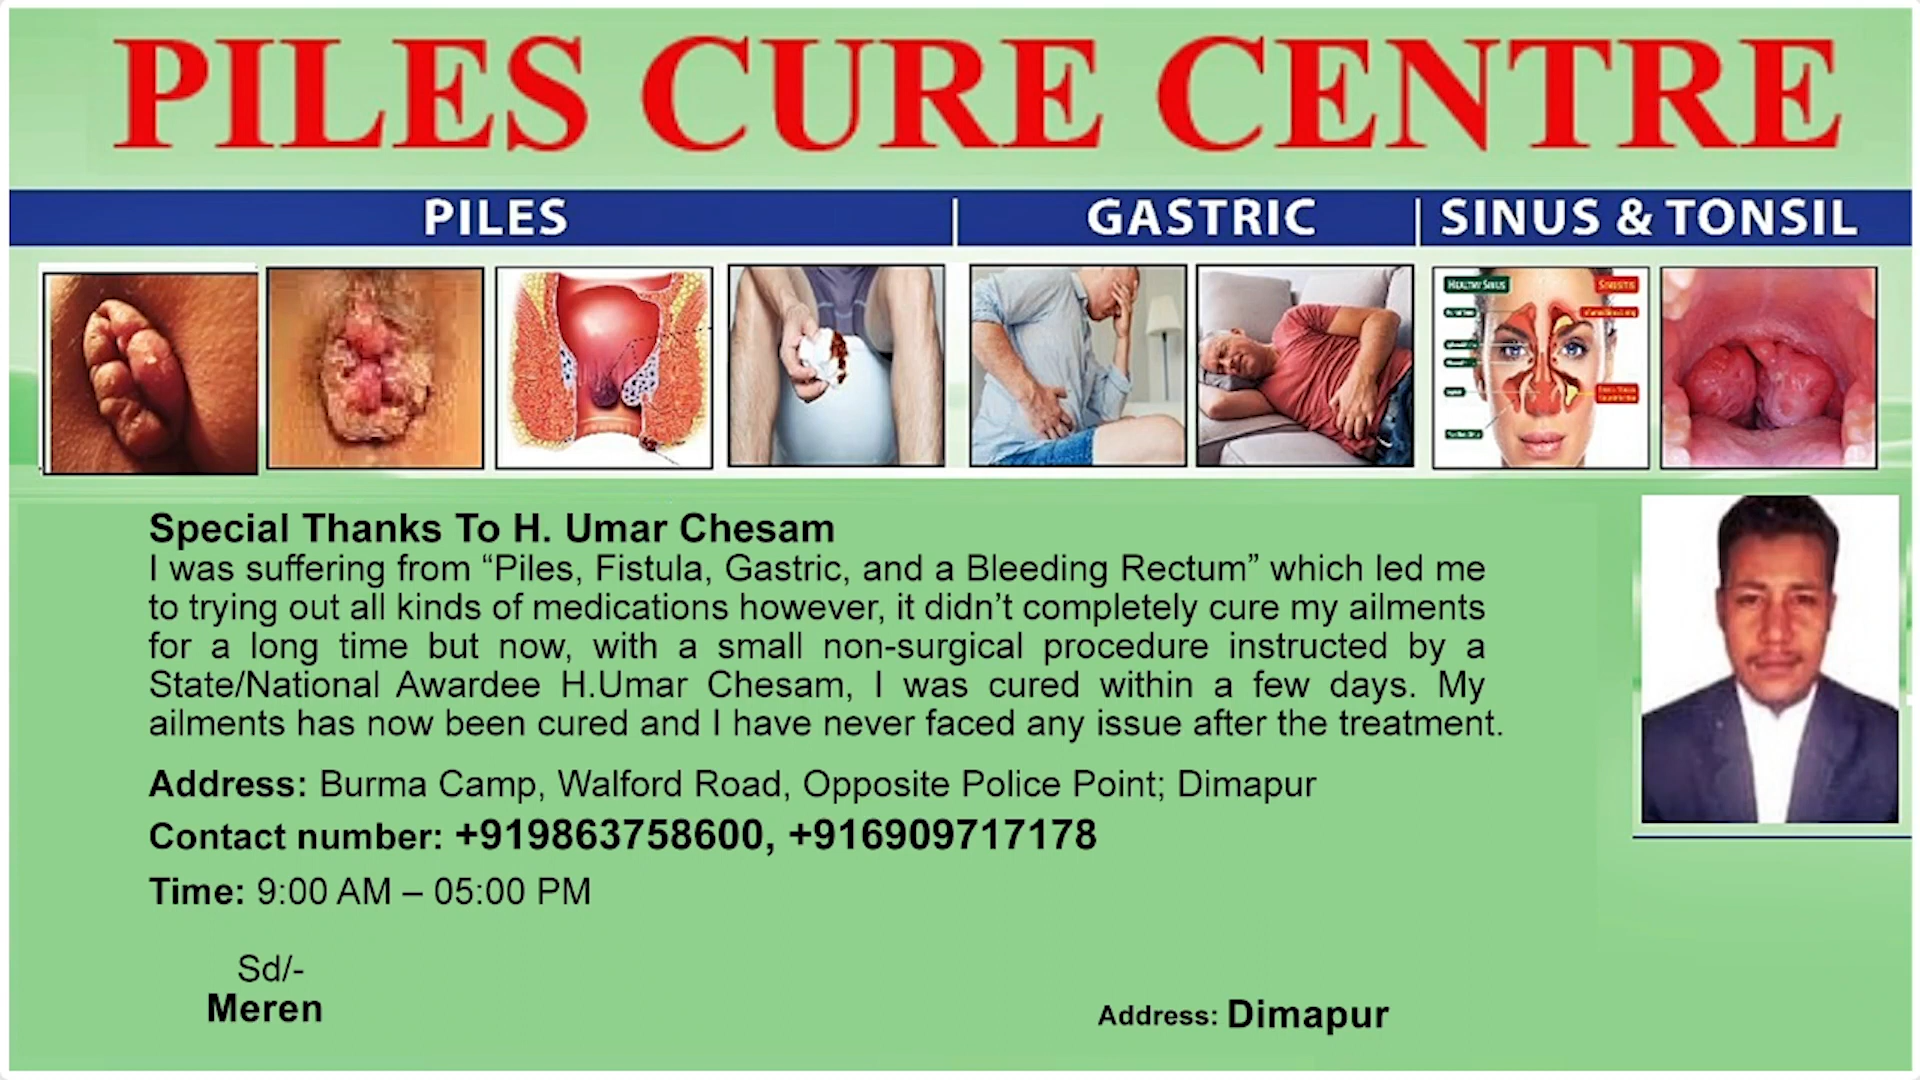 PILES CURE CENTRE
PILES | GASTRIC | SINUS & TONSIL
HEALTHY SINUS SINUSITIS
Special Thanks To H. Umar Chesam
I was suffering from “Piles, Fistula, Gastric, and a Bleeding Rectum” which led me
to trying out all kinds of medications however, it didn’t completely cure my ailments
for a long time but now, with a small non-surgical procedure instructed by a
State/National Awardee H.Umar Chesam, I was cured within a few days. My
ailments has now been cured and I have never faced any issue after the treatment.
Address: Burma Camp, Walford Road, Opposite Police Point; Dimapur
Contact number: +919863758600, +916909717178
Time: 9:00 AM – 05:00 PM
Sd/-
Meren
Address: Dimapur